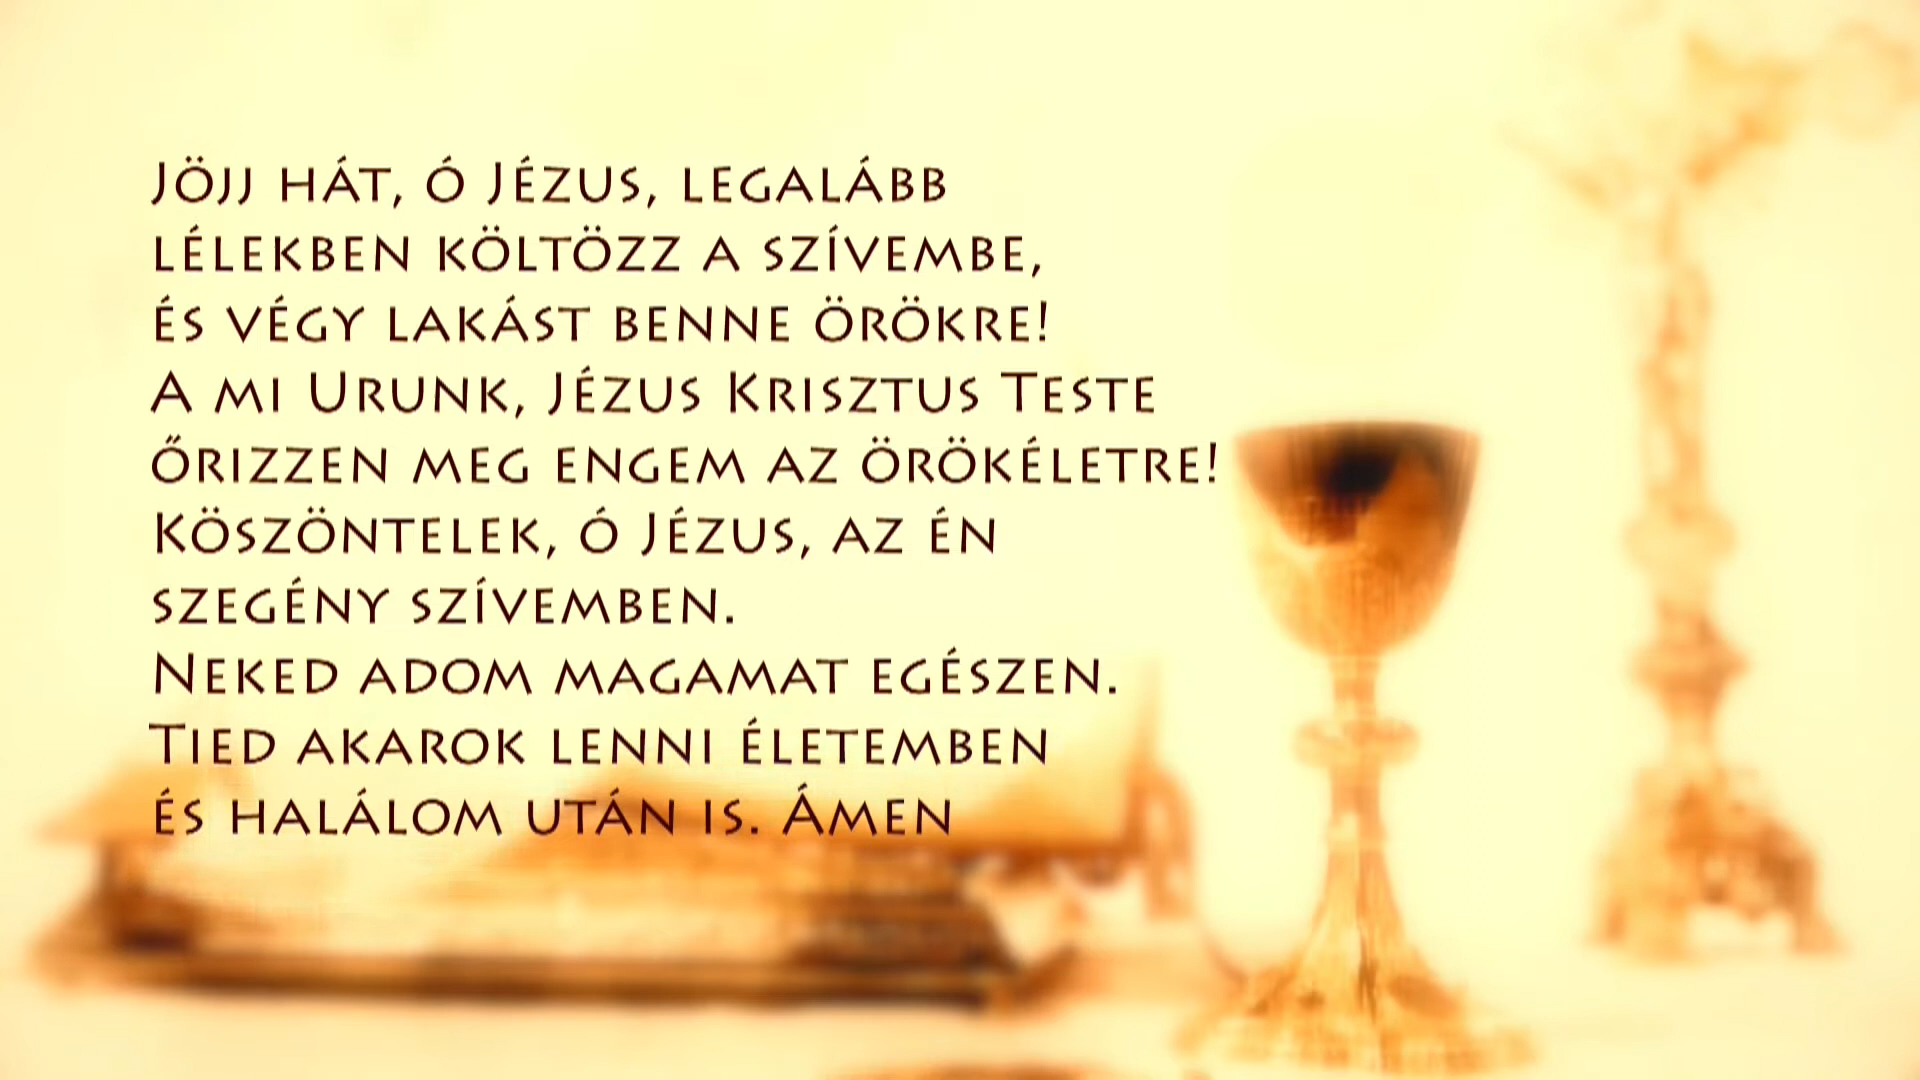 Jöjj hát, ó Jézus, legalább
lélekben költözz a szívembe,
és végy lakást benne örökre!
A mi Urunk, Jézus Krisztus Teste
őrizzen meg engem az örökéletre!
Köszöntelek, ó Jézus, az én
szegény szívemben.
Neked adom magamat egészen.
Tied akarok lenni életemben
és halálom után is. Ámen